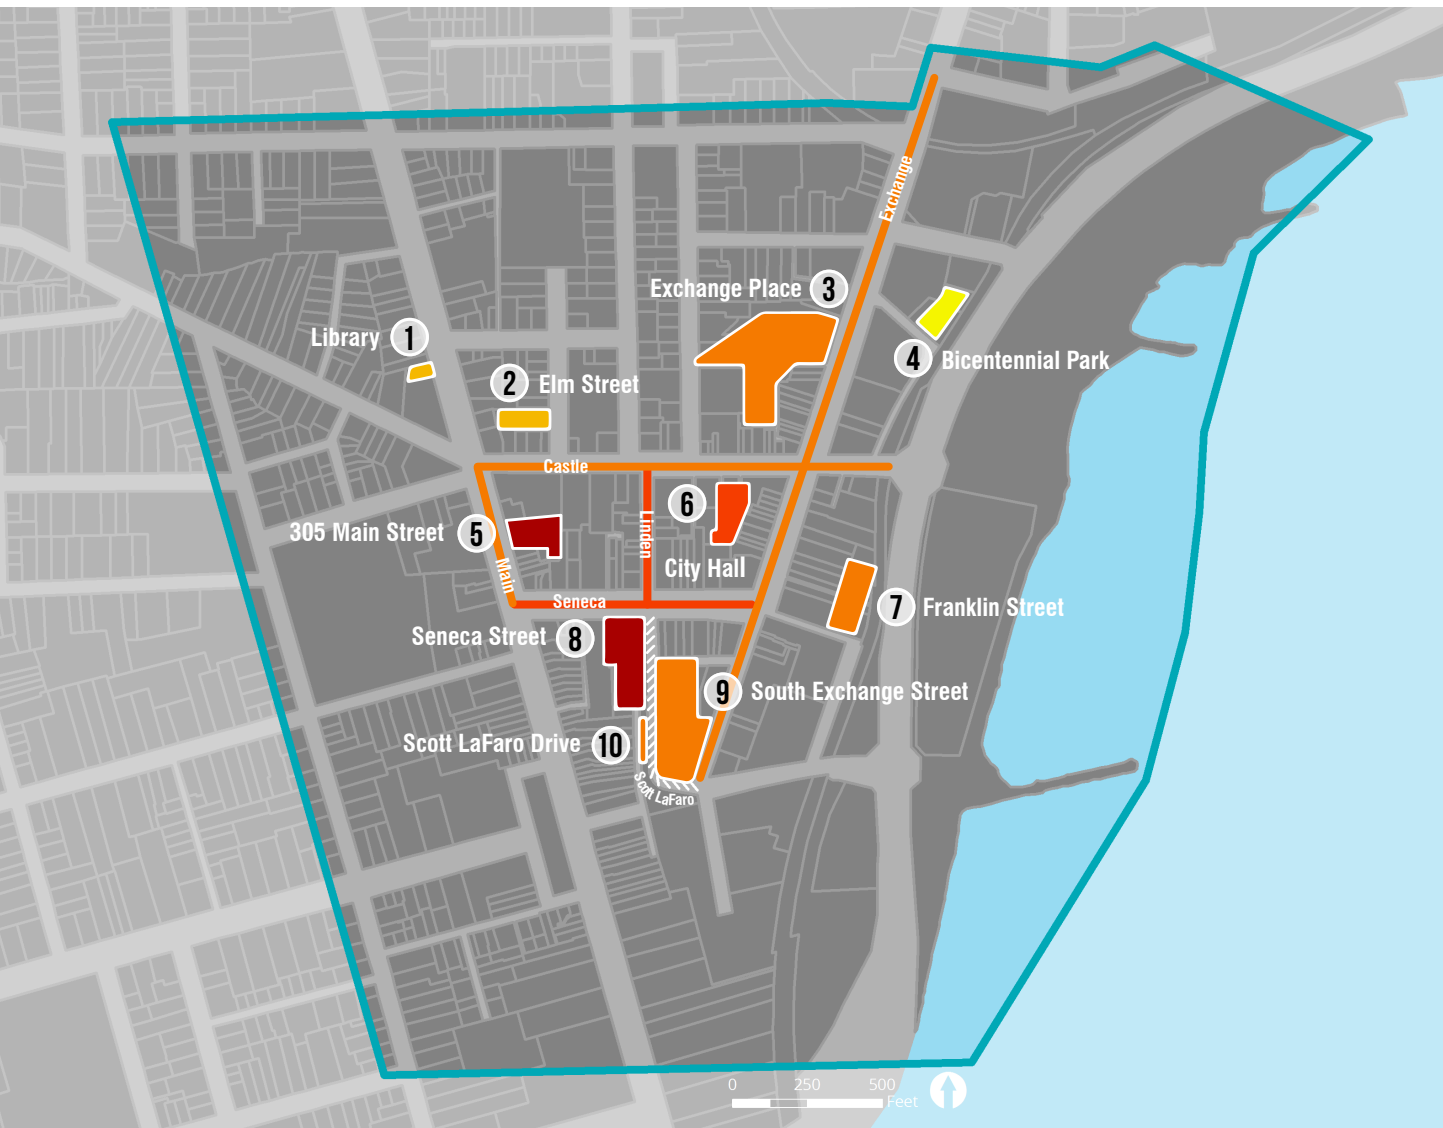 Exchange
Exchange Place 3
Library 1
4 Bicentennial Park
2 Elm Street
Castle
6
305 Main Street 5
Linden
City Hall
Main
Seneca
7 Franklin Street
Seneca Street 8
9 South Exchange Street
Scott LaFaro Drive 10
Scott LaFaro
0 250 500
Feet